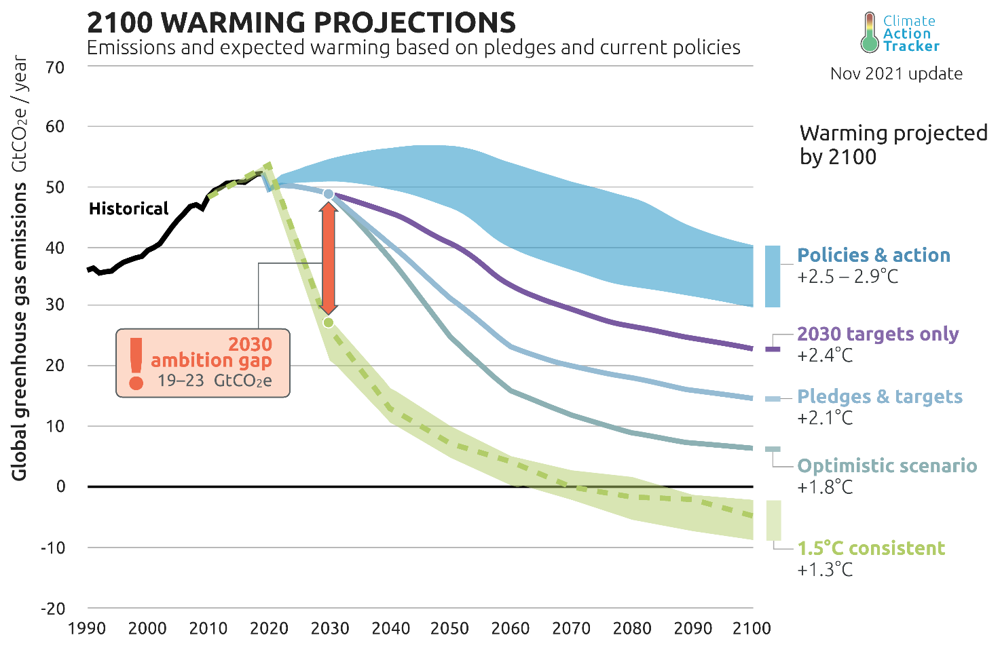 2100 WARMING PROJECTIONS
Emissions and expected warming based on pledges and current policies
Climate
Action
Tracker
Nov 2021 update
Global greenhouse gas emissions GtCO₂e / year
70
60
50
40
30
20
10
0
-10
-20
Historical
2030
ambition gap
19–23 GtCO₂e
Warming projected
by 2100
Policies & action
+2.5 – 2.9°C
2030 targets only
+2.4°C
Pledges & targets
+2.1°C
Optimistic scenario
+1.8°C
1.5°C consistent
+1.3°C
1990 2000 2010 2020 2030 2040 2050 2060 2070 2080 2090 2100